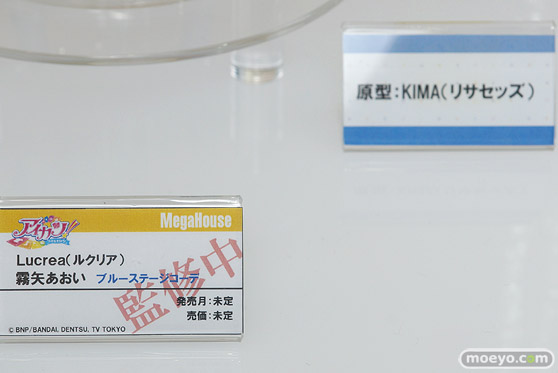 原型：KIMA（リサセッズ）
MegaHouse
アイカツ！
Lucrea（ルクリア）
霧矢あおい ブルーステージコーデ
監修中
発売月：未定
売価：未定
© BNP/BANDAI, DENTSU, TV TOKYO
moeyo.com